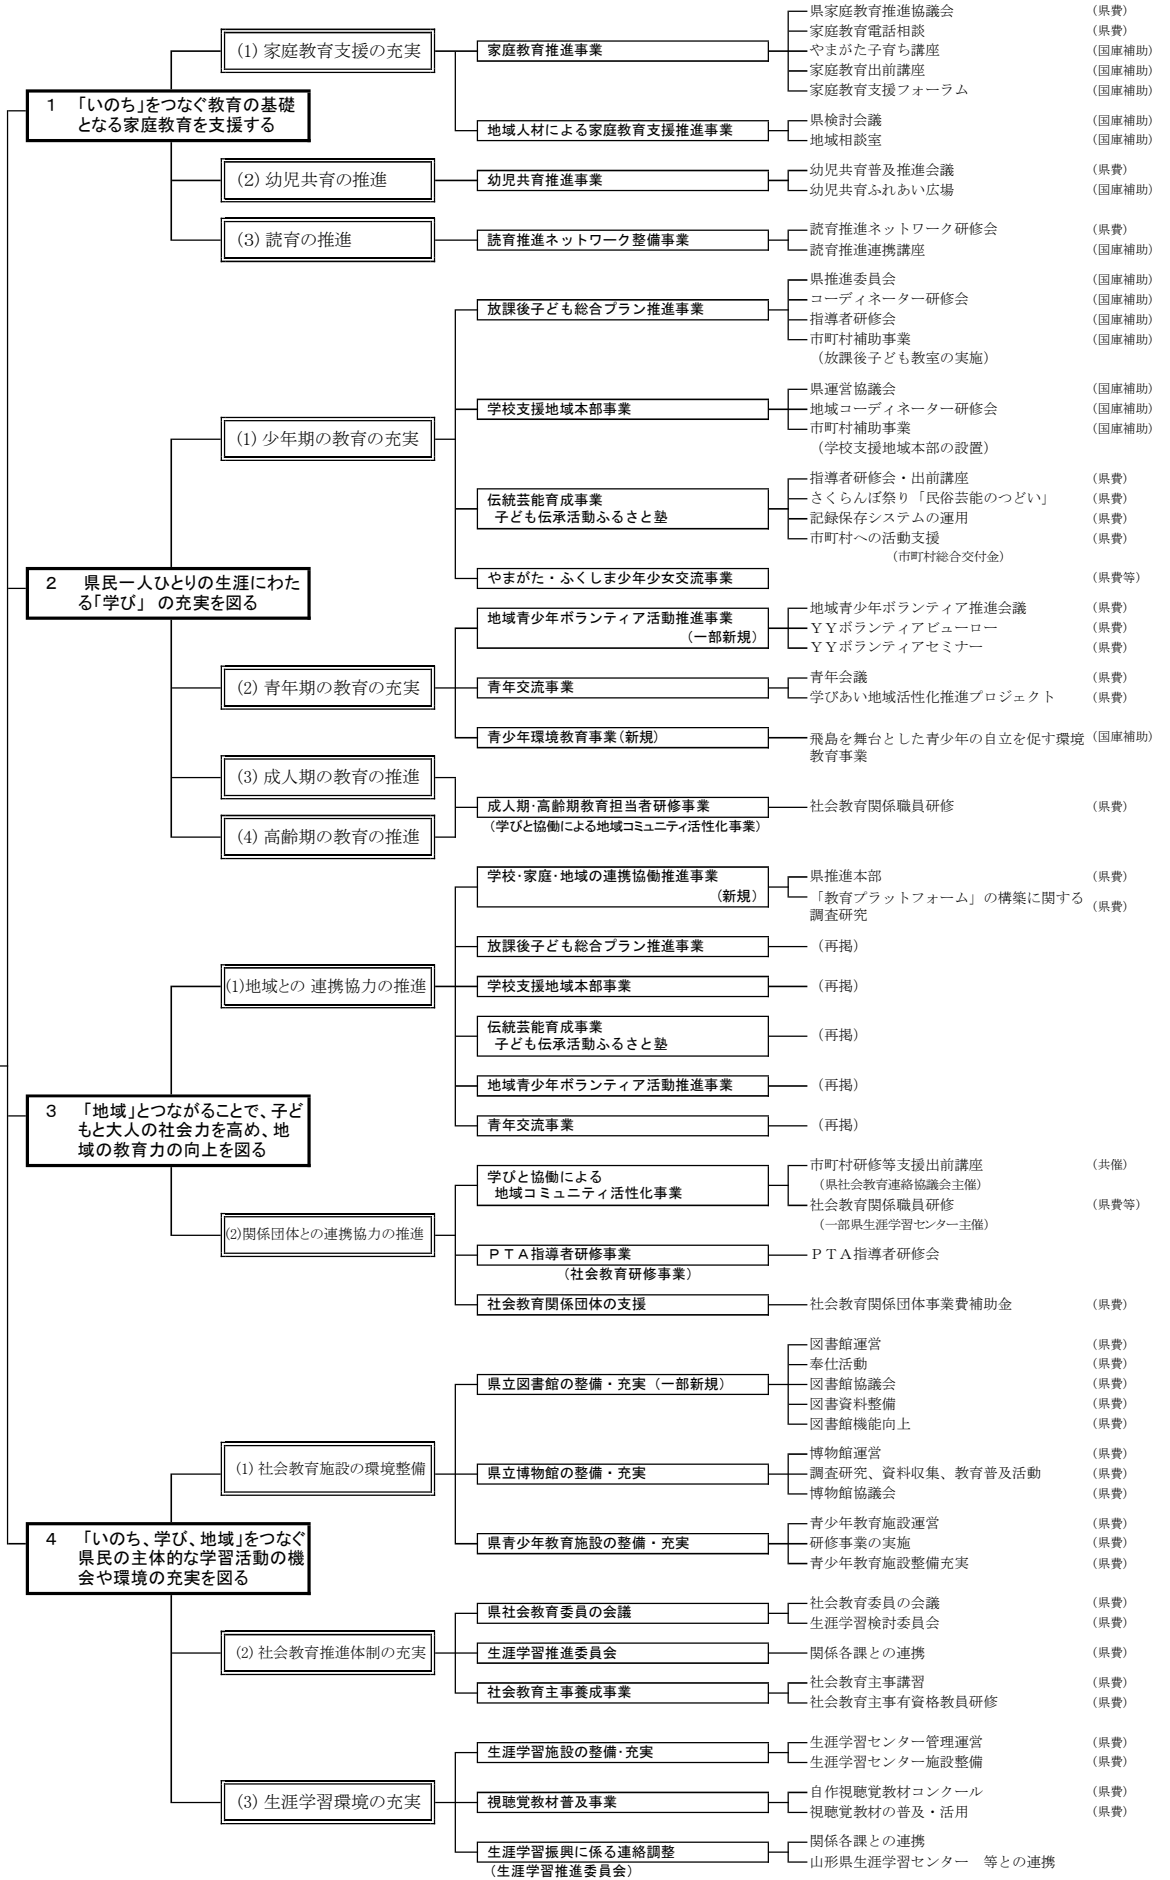 1 「いのち」をつなぐ教育の基礎
となる家庭教育を支援する
(1) 家庭教育支援の充実
家庭教育推進事業
県家庭教育推進協議会 (県費)
家庭教育電話相談 (県費)
やまがた子育ち講座 (国庫補助)
家庭教育出前講座 (国庫補助)
家庭教育支援フォーラム (国庫補助)
地域人材による家庭教育支援推進事業
県検討会議 (国庫補助)
地域相談室 (国庫補助)
(2) 幼児共育の推進
幼児共育推進事業
幼児共育普及推進会議 (県費)
幼児共育ふれあい広場 (国庫補助)
(3) 読育の推進
読育推進ネットワーク整備事業
読育推進ネットワーク研修会 (県費)
読育推進連携講座 (国庫補助)
2 県民一人ひとりの生涯にわた
る「学び」 の充実を図る
(1) 少年期の教育の充実
放課後子ども総合プラン推進事業
県推進委員会 (国庫補助)
コーディネーター研修会 (国庫補助)
指導者研修会 (国庫補助)
市町村補助事業 (国庫補助)
(放課後子ども教室の実施)
学校支援地域本部事業
県運営協議会 (国庫補助)
地域コーディネーター研修会 (国庫補助)
市町村補助事業 (国庫補助)
(学校支援地域本部の設置)
伝統芸能育成事業
子ども伝承活動ふるさと塾
指導者研修会・出前講座 (県費)
さくらんぼ祭り「民俗芸能のつどい」 (県費)
記録保存システムの運用 (県費)
市町村への活動支援 (県費)
(市町村総合交付金)
やまがた・ふくしま少年少女交流事業 (県費等)
(2) 青年期の教育の充実
地域青少年ボランティア活動推進事業
(一部新規)
地域青少年ボランティア推進会議 (県費)
YYボランティアビューロー (県費)
YYボランティアセミナー (県費)
青年交流事業
青年会議 (県費)
学びあい地域活性化推進プロジェクト (県費)
青少年環境教育事業(新規)
飛島を舞台とした青少年の自立を促す環境 (国庫補助)
教育事業
(3) 成人期の教育の推進
(4) 高齢期の教育の推進
成人期・高齢期教育担当者研修事業
(学びと協働による地域コミュニティ活性化事業)
社会教育関係職員研修 (県費)
3 「地域」とつながることで、子ど
もと大人の社会力を高め、地
域の教育力の向上を図る
(1)地域との 連携協力の推進
学校・家庭・地域の連携協働推進事業
(新規)
県推進本部 (県費)
「教育プラットフォーム」の構築に関する
調査研究 (県費)
放課後子ども総合プラン推進事業 (再掲)
学校支援地域本部事業 (再掲)
伝統芸能育成事業
子ども伝承活動ふるさと塾 (再掲)
地域青少年ボランティア活動推進事業 (再掲)
青年交流事業 (再掲)
(2)関係団体との連携協力の推進
学びと協働による
地域コミュニティ活性化事業
市町村研修等支援出前講座 (共催)
(県社会教育連絡協議会主催)
社会教育関係職員研修 (県費等)
(一部県生涯学習センター主催)
PTA指導者研修事業
(社会教育研修事業)
PTA指導者研修会
社会教育関係団体の支援
社会教育関係団体事業費補助金 (県費)
4 「いのち、学び、地域」をつなぐ
県民の主体的な学習活動の機
会や環境の充実を図る
(1) 社会教育施設の環境整備
県立図書館の整備・充実(一部新規)
図書館運営 (県費)
奉仕活動 (県費)
図書館協議会 (県費)
図書資料整備 (県費)
図書館機能向上 (県費)
県立博物館の整備・充実
博物館運営 (県費)
調査研究、資料収集、教育普及活動 (県費)
博物館協議会 (県費)
県青少年教育施設の整備・充実
青少年教育施設運営 (県費)
研修事業の実施 (県費)
青少年教育施設整備充実 (県費)
(2) 社会教育推進体制の充実
県社会教育委員の会議
社会教育委員の会議 (県費)
生涯学習検討委員会 (県費)
生涯学習推進委員会
関係各課との連携 (県費)
社会教育主事養成事業
社会教育主事講習 (県費)
社会教育主事有資格教員研修 (県費)
(3) 生涯学習環境の充実
生涯学習施設の整備・充実
生涯学習センター管理運営 (県費)
生涯学習センター施設整備 (県費)
視聴覚教材普及事業
自作視聴覚教材コンクール (県費)
視聴覚教材の普及・活用 (県費)
生涯学習振興に係る連絡調整
(生涯学習推進委員会)
関係各課との連携
山形県生涯学習センター 等との連携